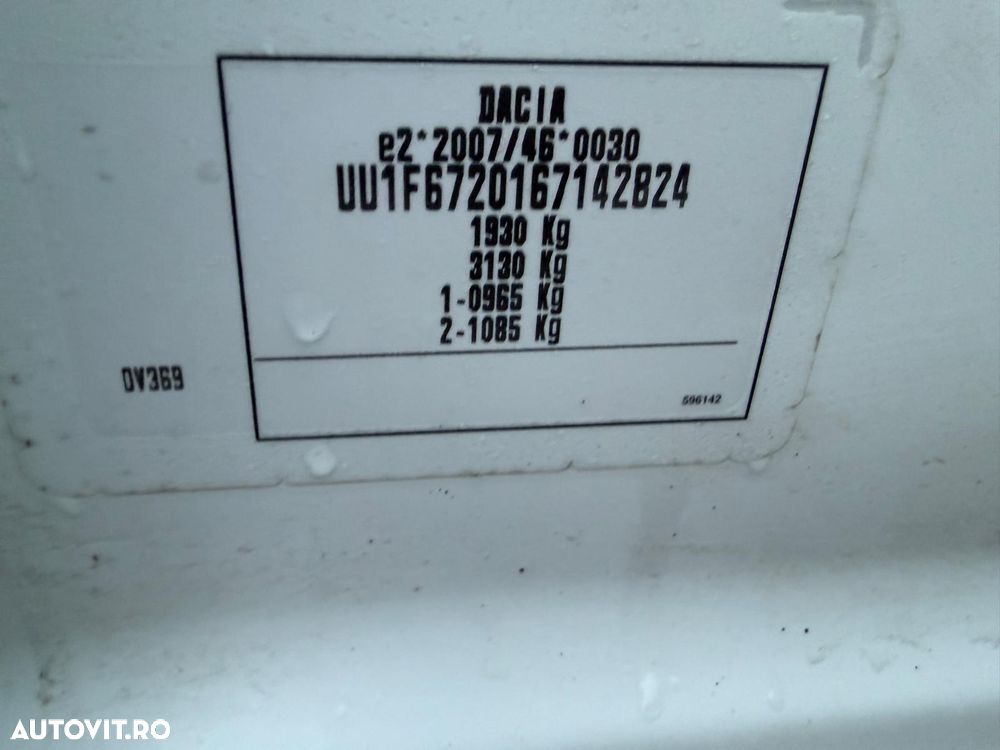 DACIA
e2*2007/46*0030
UU1F6720167142824
1930 Kg
3130 Kg
1-0965 Kg
2-1085 Kg
0V369
596142
AUTOVIT.RO